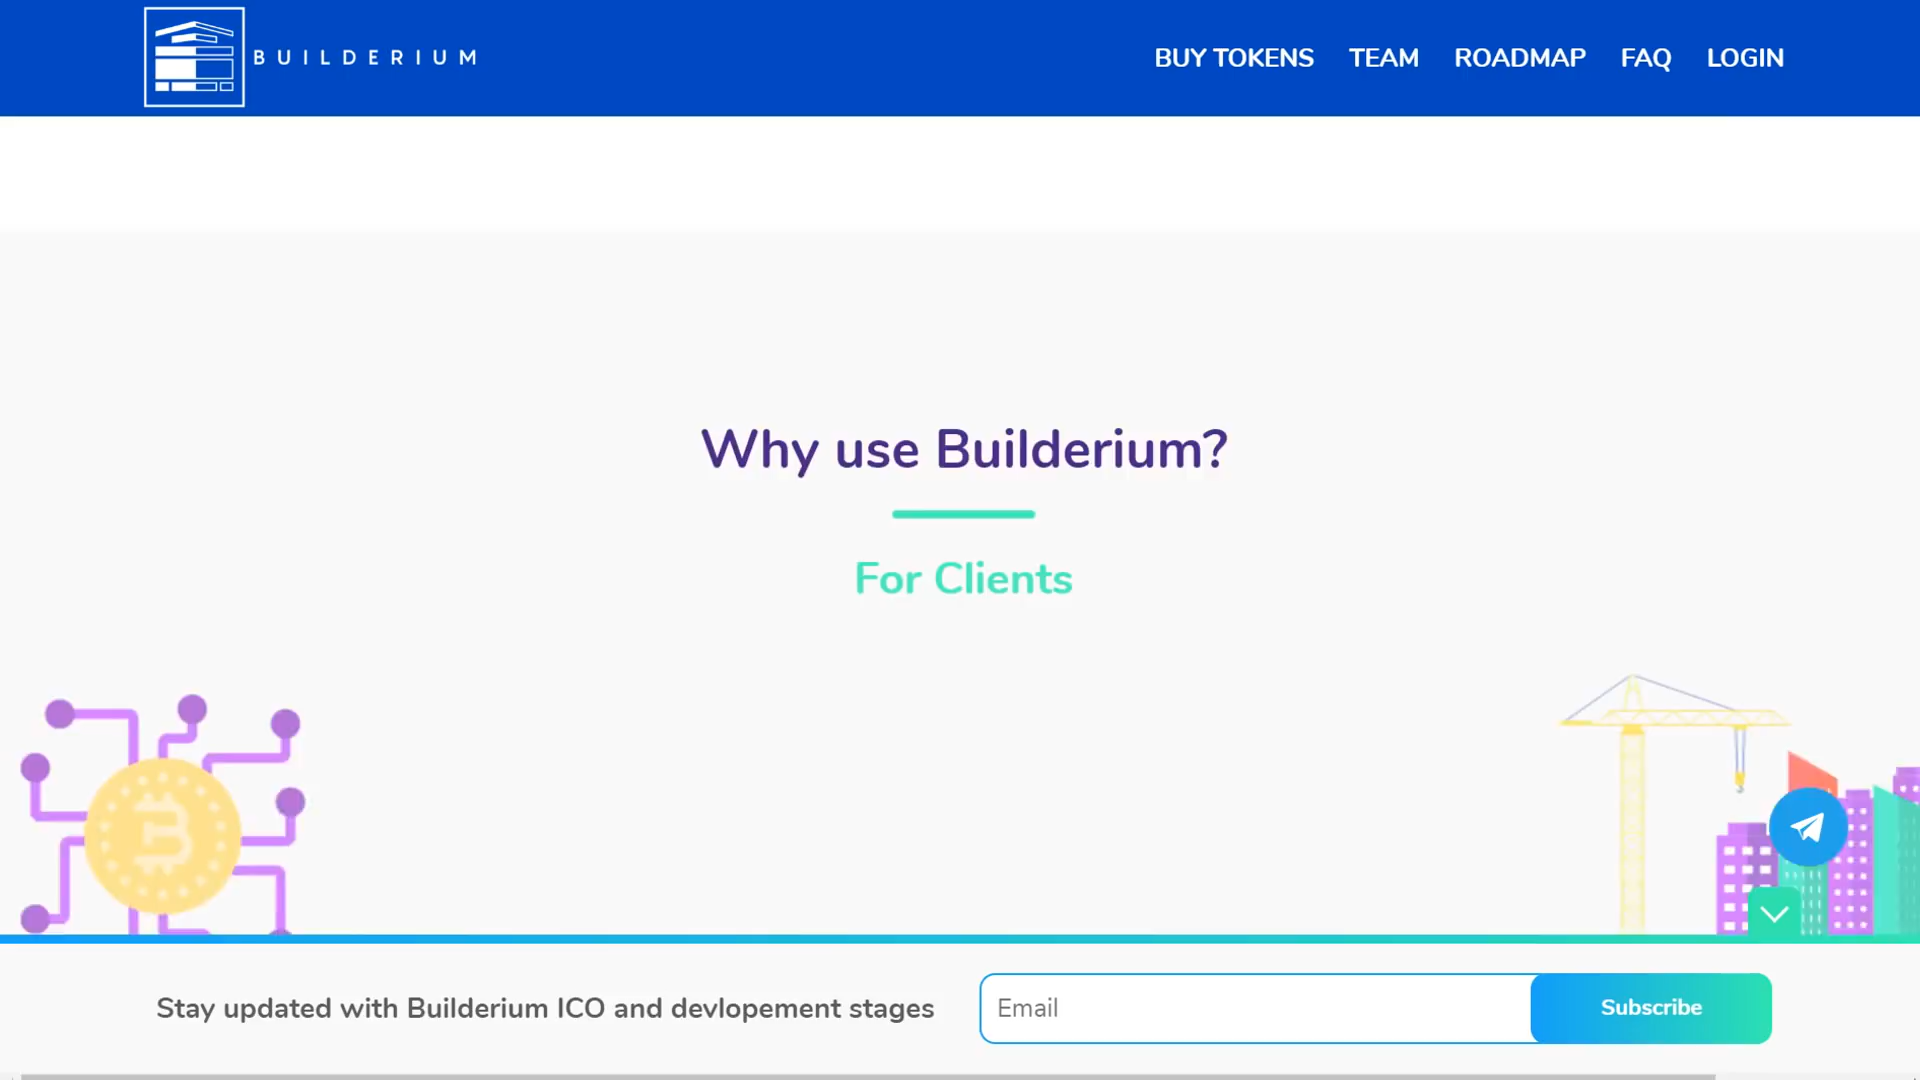 BUILDERIUM
BUY TOKENS TEAM ROADMAP FAQ LOGIN
Why use Builderium?
For Clients
Stay updated with Builderium ICO and devlopement stages
Email
Subscribe